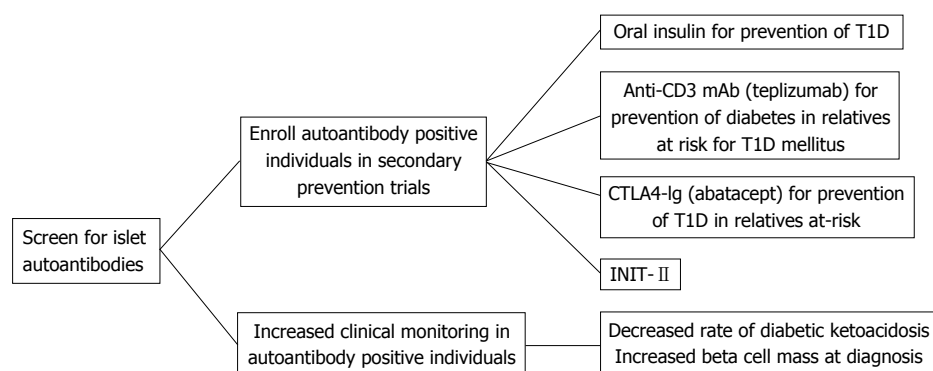 Screen for islet
autoantibodies
Enroll autoantibody positive
individuals in secondary
prevention trials
Oral insulin for prevention of T1D
Anti-CD3 mAb (teplizumab) for
prevention of diabetes in relatives
at risk for T1D mellitus
CTLA4-Ig (abatacept) for prevention
of T1D in relatives at-risk
INIT-Ⅱ
Increased clinical monitoring in
autoantibody positive individuals
Decreased rate of diabetic ketoacidosis
Increased beta cell mass at diagnosis